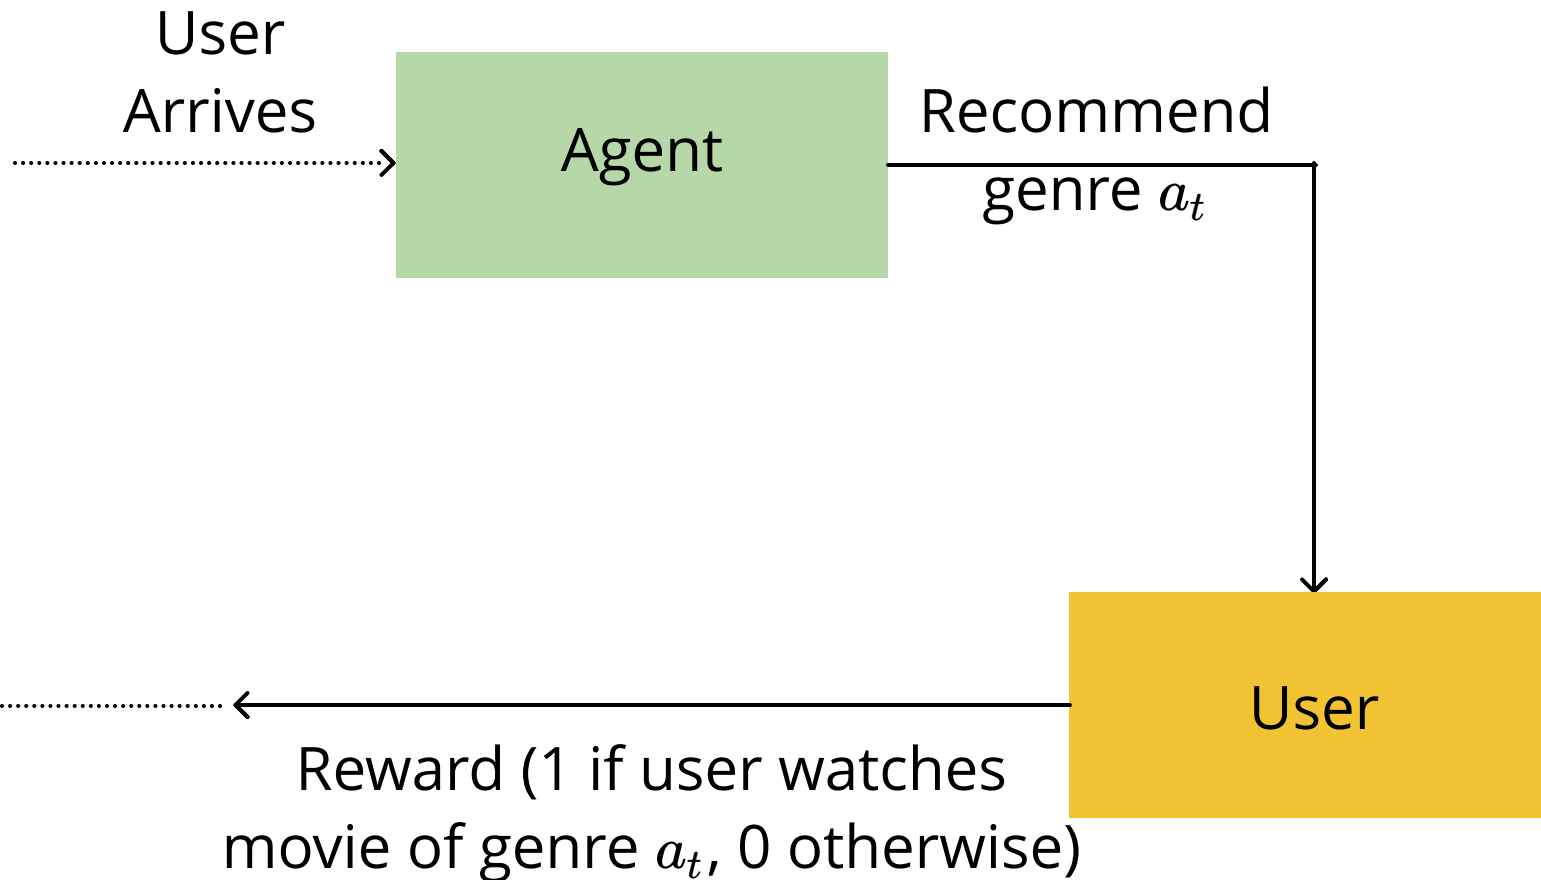 User
Arrives
Agent
Recommend
genre a_t
User
Reward (1 if user watches
movie of genre a_t, 0 otherwise)